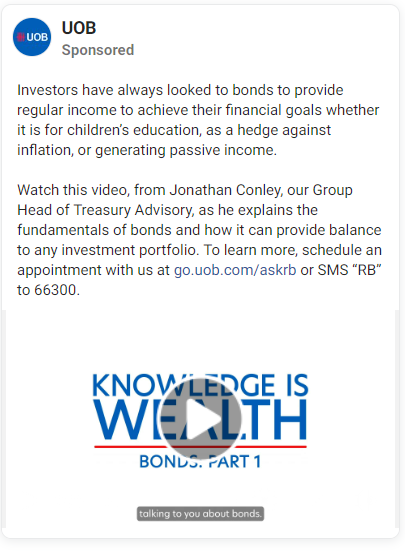 UOB
UOB
Sponsored
Investors have always looked to bonds to provide
regular income to achieve their financial goals whether
it is for children’s education, as a hedge against
inflation, or generating passive income.
Watch this video, from Jonathan Conley, our Group
Head of Treasury Advisory, as he explains the
fundamentals of bonds and how it can provide balance
to any investment portfolio. To learn more, schedule an
appointment with us at go.uob.com/askrb or SMS “RB”
to 66300.
KNOWLEDGE IS
WEALTH
BONDS: PART 1
talking to you about bonds.